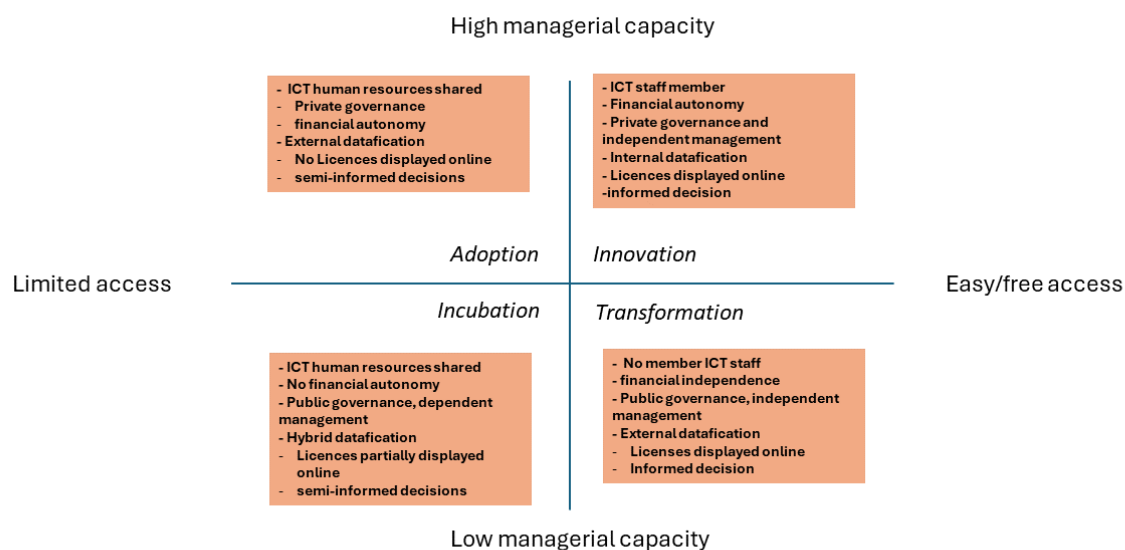 High managerial capacity
- ICT human resources shared
- Private governance
- financial autonomy
- External datafication
- No Licences displayed online
- semi-informed decisions
- ICT staff member
- Financial autonomy
- Private governance and
independent management
- Internal datafication
- Licences displayed online
-informed decision
Adoption
Innovation
Limited access
Easy/free access
Incubation
Transformation
- ICT human resources shared
- No financial autonomy
- Public governance, dependent
management
- Hybrid datafication
- Licences partially displayed
online
- semi-informed decisions
- No member ICT staff
- financial independence
- Public governance, independent
management
- External datafication
- Licenses displayed online
- Informed decision
Low managerial capacity